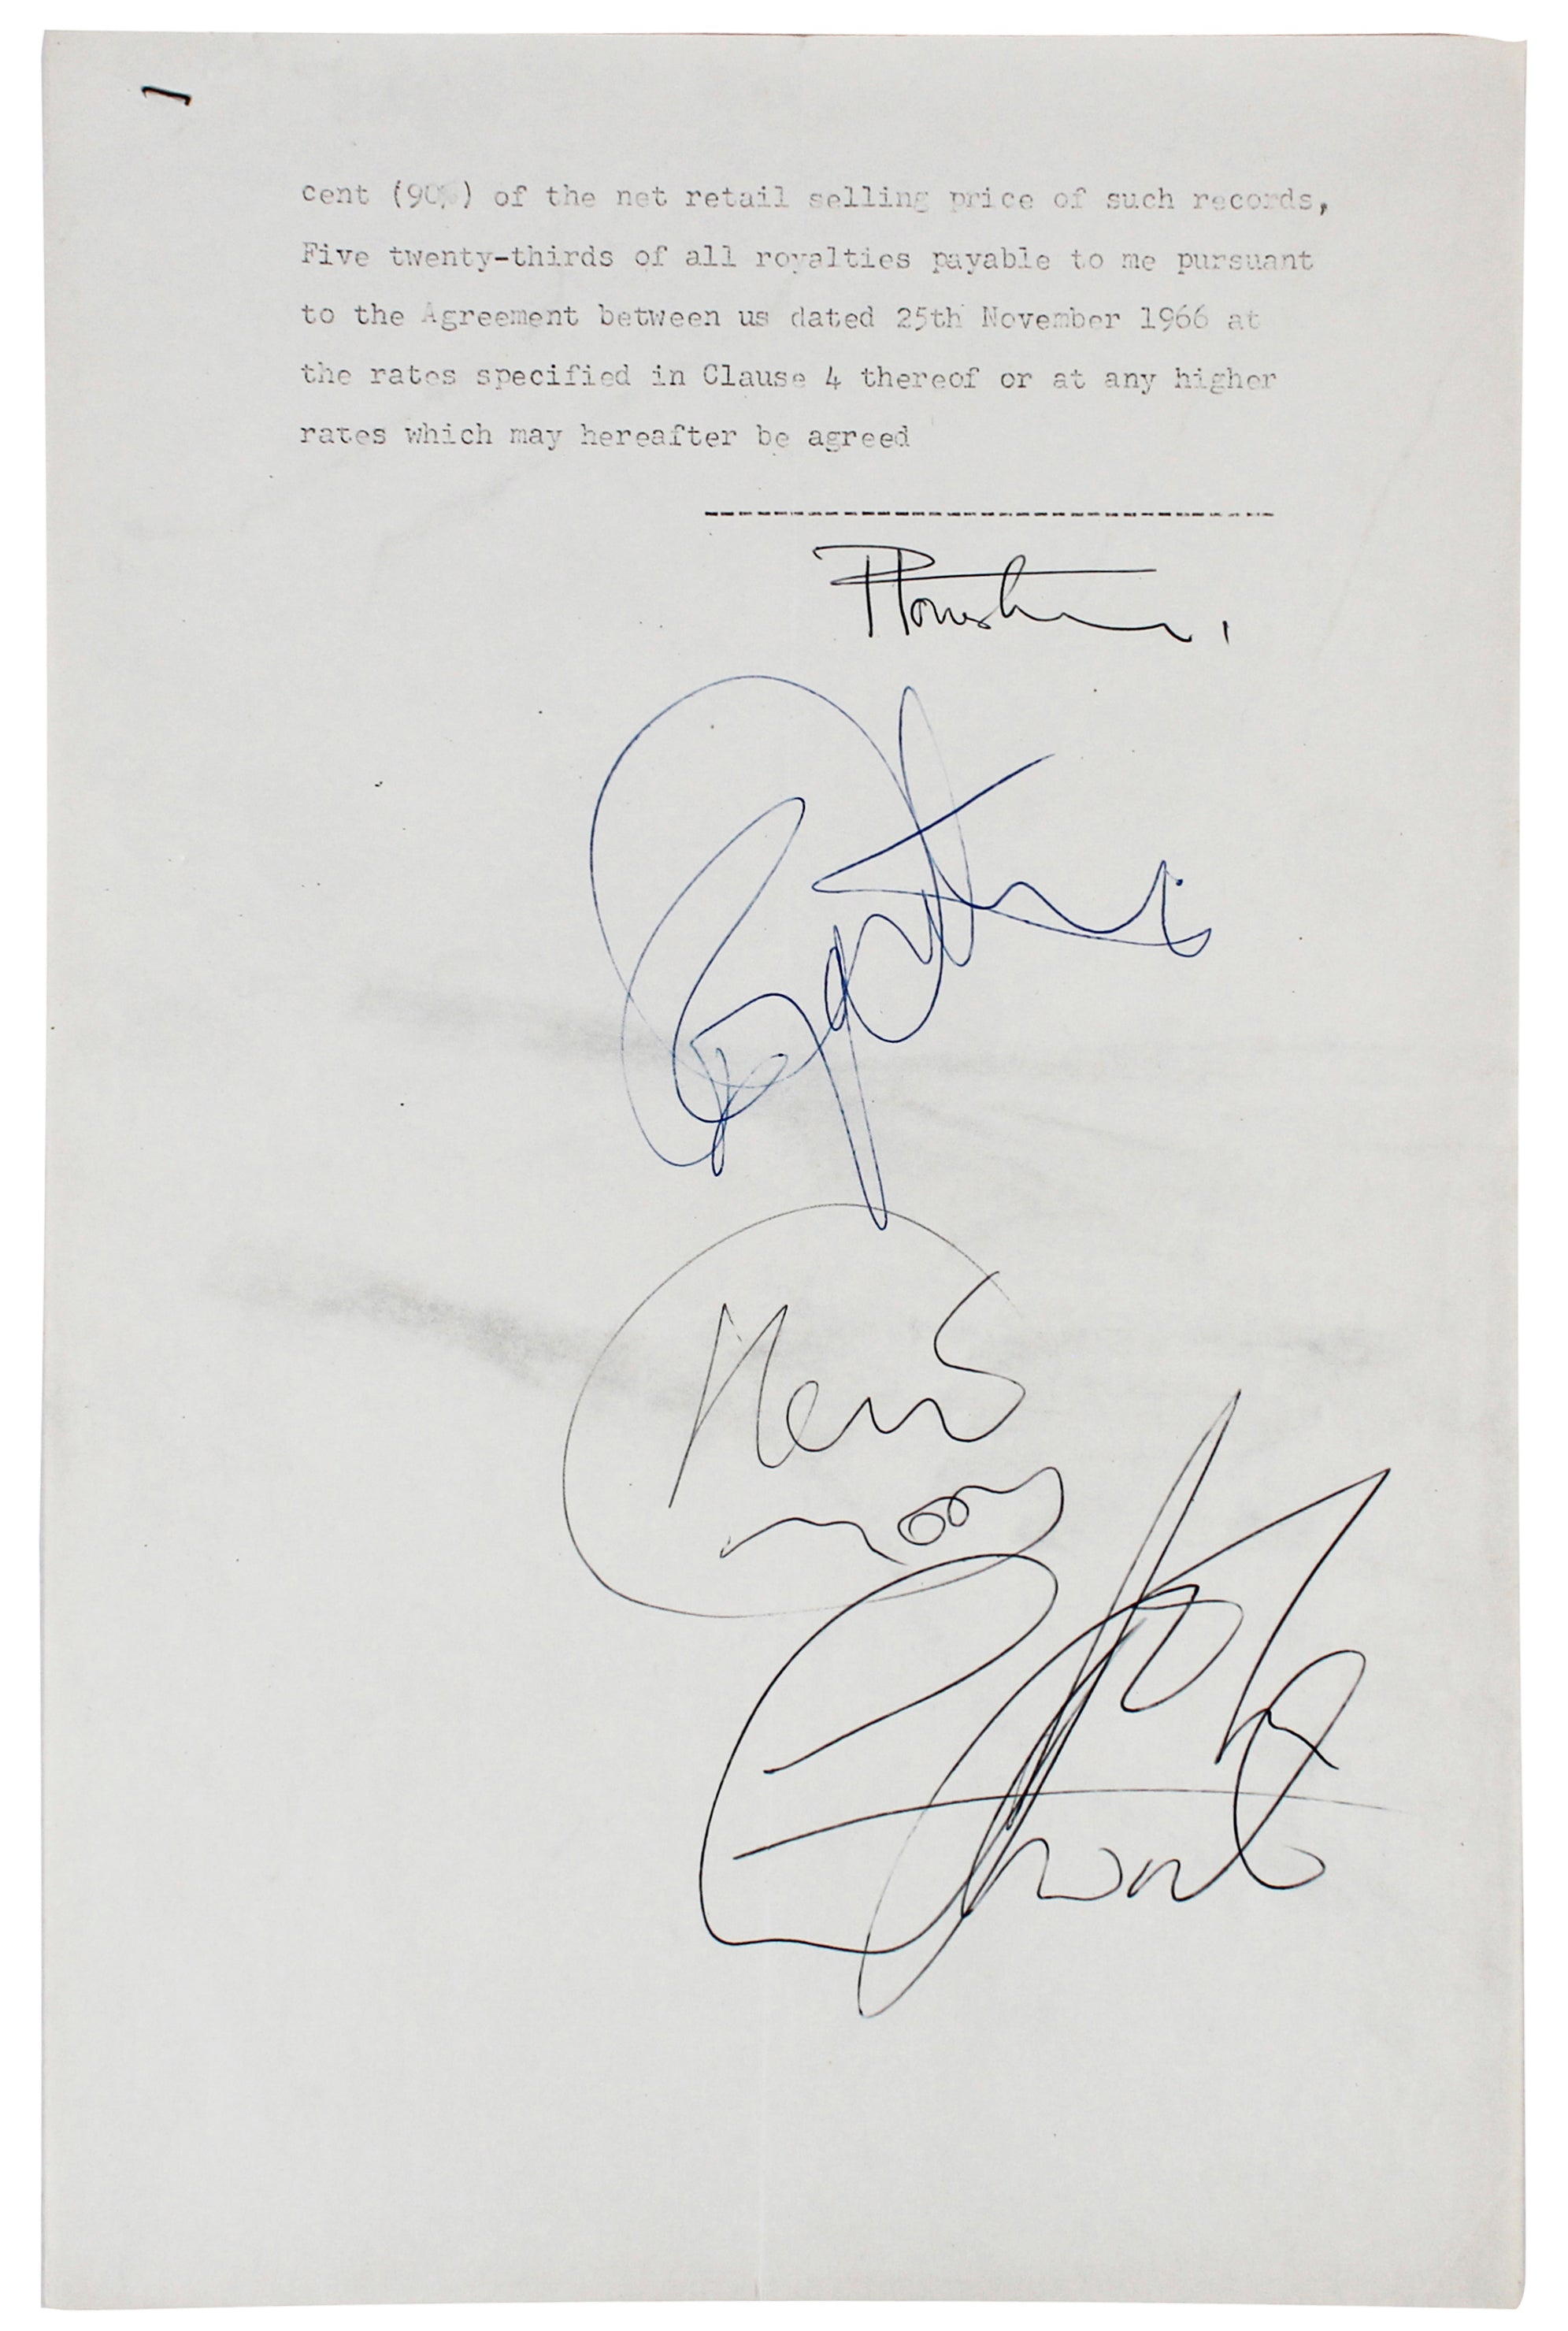 cent (90%) of the net retail selling price of such records,
Five twenty-thirds of all royalties payable to me pursuant
to the Agreement between us dated 25th November 1966 at
the rates specified in Clause 4 thereof or at any higher
rates which may hereafter be agreed